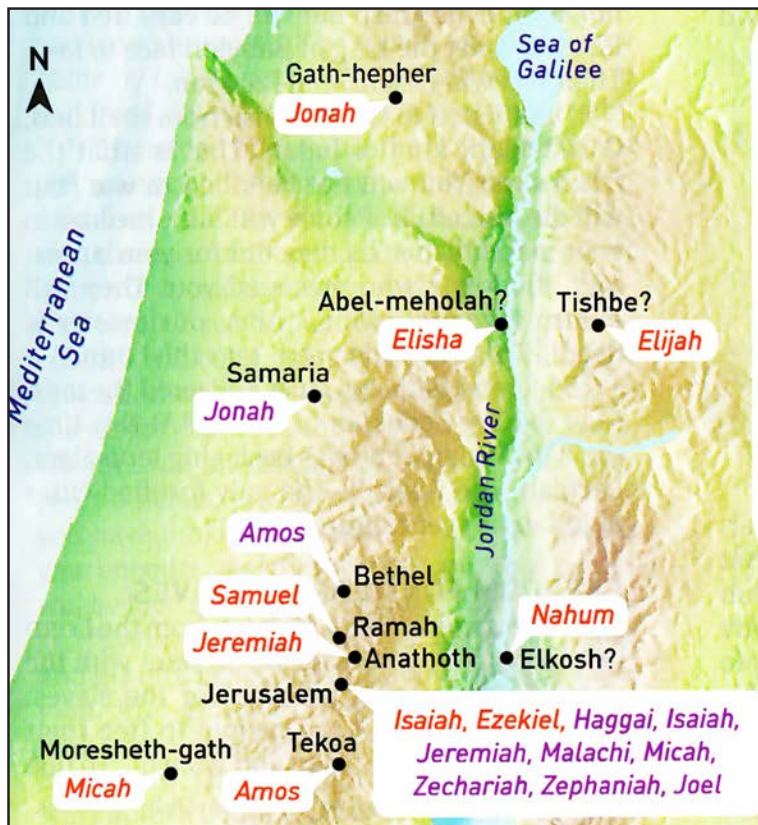 N
Sea of
Galilee
Gath-hepher
Jonah
Mediterranean
Sea
Abel-meholah?
Elisha
Tishbe?
Elijah
Samaria
Jonah
Jordan River
Amos
Bethel
Samuel
Ramah
Jeremiah
Anathoth
Nahum
Elkosh?
Jerusalem
Isaiah, Ezekiel, Haggai, Isaiah,
Jeremiah, Malachi, Micah,
Zechariah, Zephaniah, Joel
Moresheth-gath
Micah
Tekoa
Amos